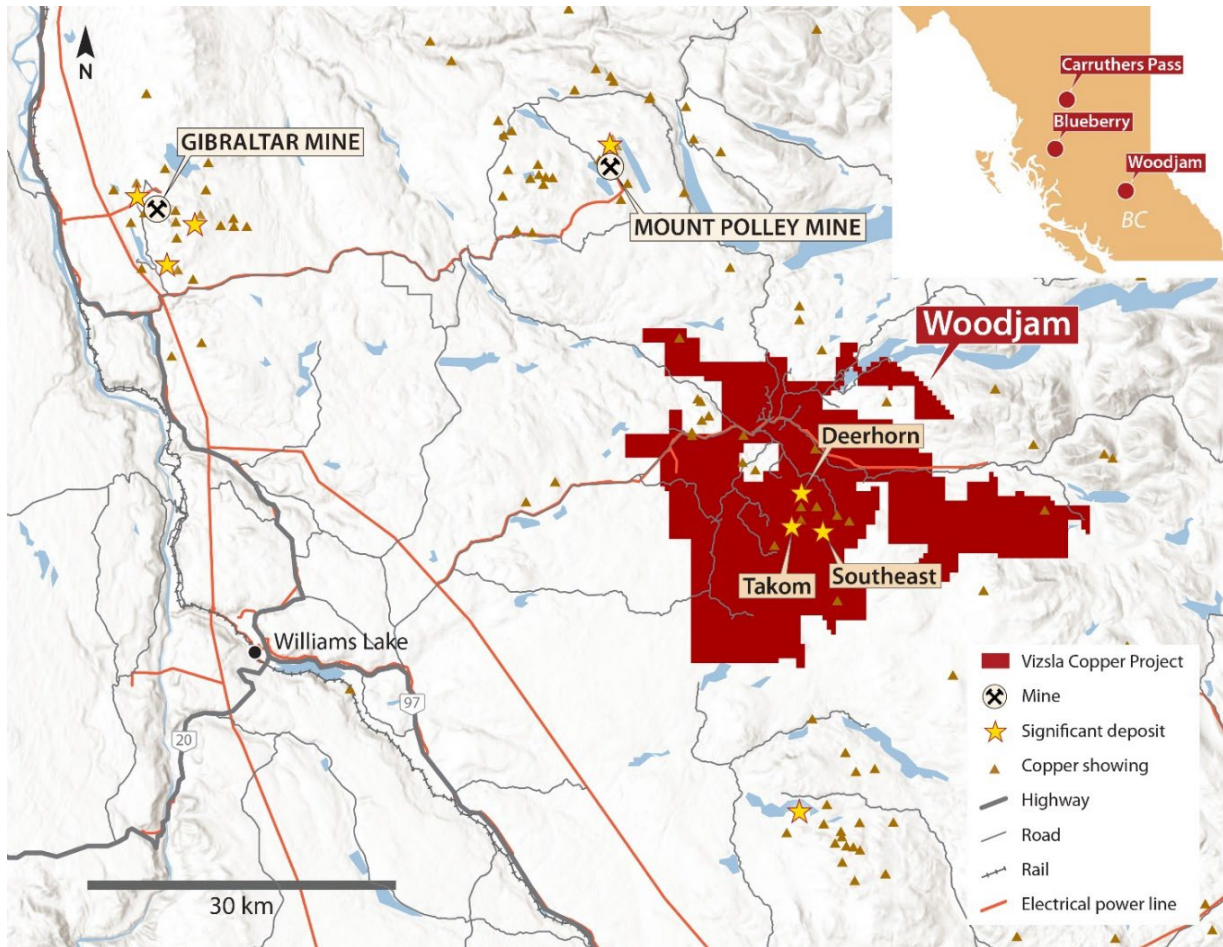 N
GIBRALTAR MINE
MOUNT POLLEY MINE
Carruthers Pass
Blueberry
Woodjam
BC
Woodjam
Deerhorn
Takom
Southeast
Williams Lake
97
20
30 km
Vizsla Copper Project
Mine
Significant deposit
Copper showing
Highway
Road
Rail
Electrical power line